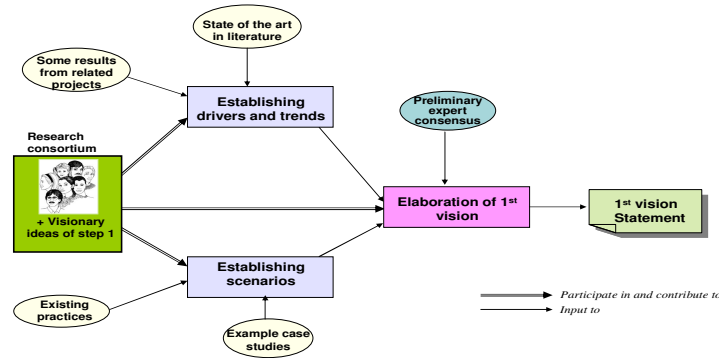 State of the art
in literature
Some results
from related
projects
Establishing
drivers and trends
Preliminary
expert
consensus
Research
consortium
+ Visionary
ideas of step 1
Elaboration of 1st
vision
1st vision
Statement
Establishing
scenarios
Existing
practices
Example case
studies
Participate in and contribute to
Input to